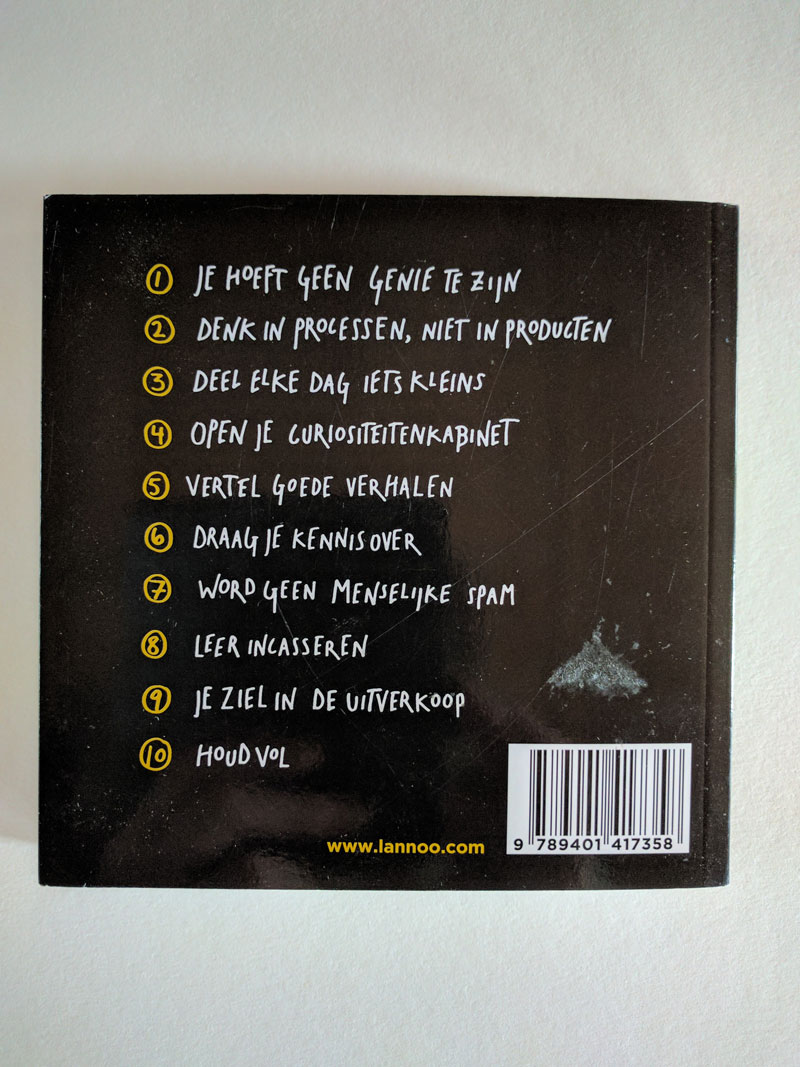 1 JE HOEFT GEEN GENIE TE ZIJN
2 DENK IN PROCESSEN, NIET IN PRODUCTEN
3 DEEL ELKE DAG IETS KLEINS
4 OPEN JE CURIOSITEITENKABINET
5 VERTEL GOEDE VERHALEN
6 DRAAG JE KENNIS OVER
7 WORD GEEN MENSELIJKE SPAM
8 LEER INCASSEREN
9 JE ZIEL IN DE UITVERKOOP
10 HOUD VOL
www.lannoo.com
9 789401 417358